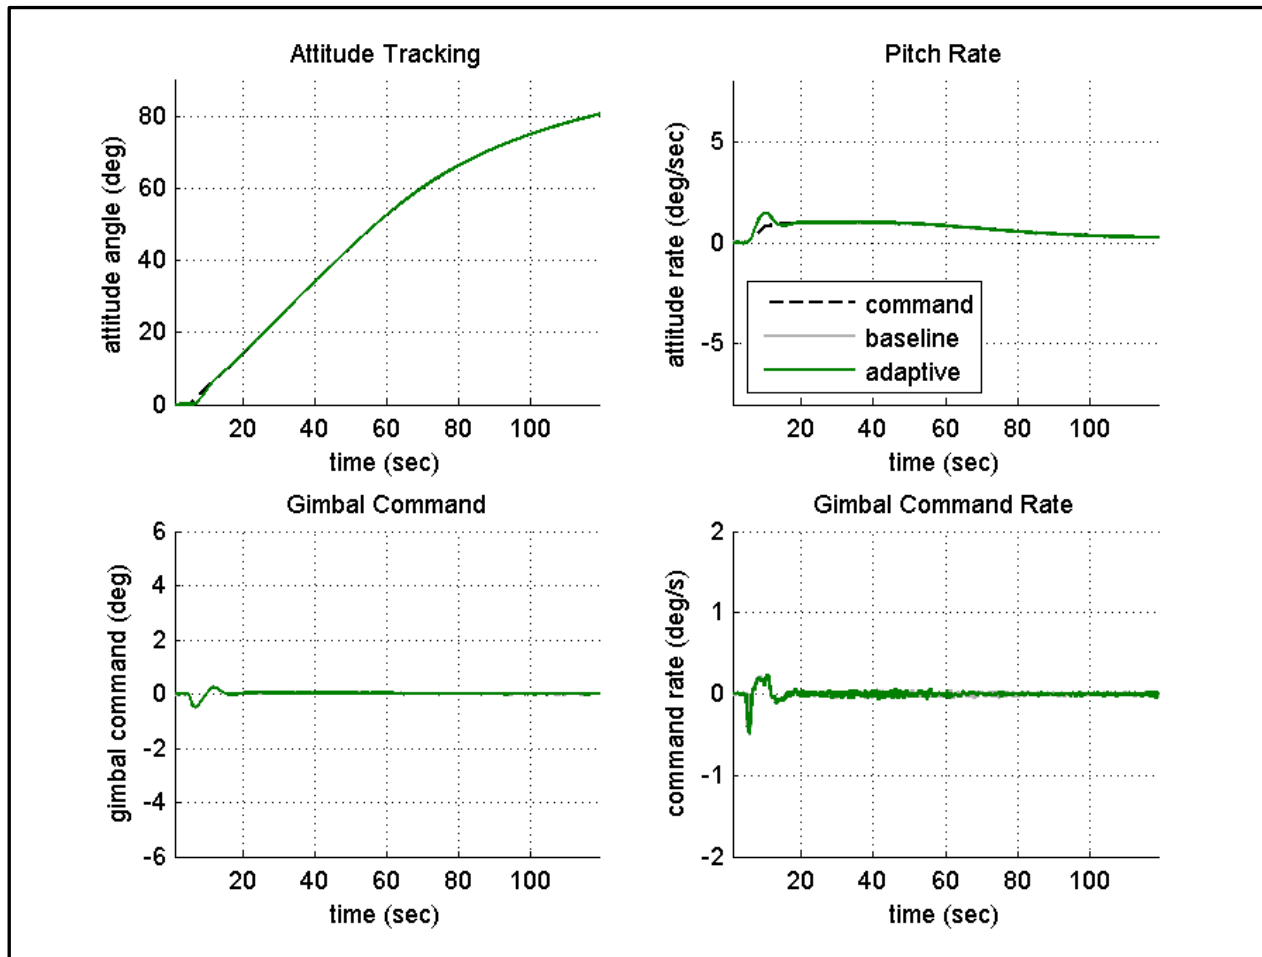 Attitude Tracking
attitude angle (deg)
80
60
40
20
0
20 40 60 80 100
time (sec)
Pitch Rate
attitude rate (deg/sec)
5
0
-5
command
baseline
adaptive
20 40 60 80 100
time (sec)
Gimbal Command
gimbal command (deg)
6
4
2
0
-2
-4
-6
20 40 60 80 100
time (sec)
Gimbal Command Rate
command rate (deg/s)
2
1
0
-1
-2
20 40 60 80 100
time (sec)